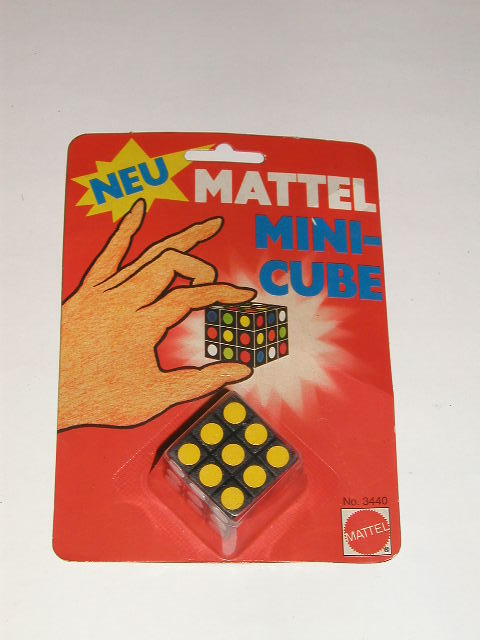 NEU
MATTEL
MINI-
CUBE
No. 3440
MATTEL
®